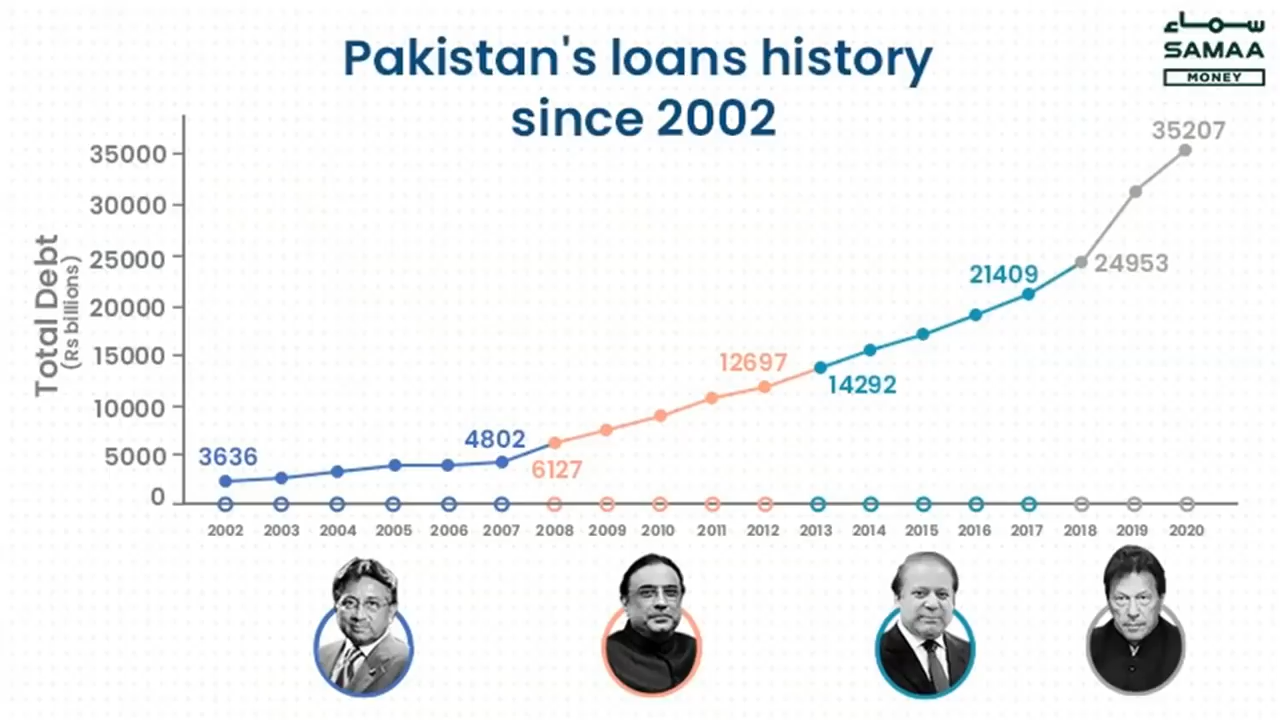 Pakistan's loans history
since 2002
سماء
SAMAA
MONEY
Total Debt
(Rs billions)
35000
30000
25000
20000
15000
10000
5000
0
3636
4802
6127
12697
14292
21409
24953
35207
2002 2003 2004 2005 2006 2007 2008 2009 2010 2011 2012 2013 2014 2015 2016 2017 2018 2019 2020